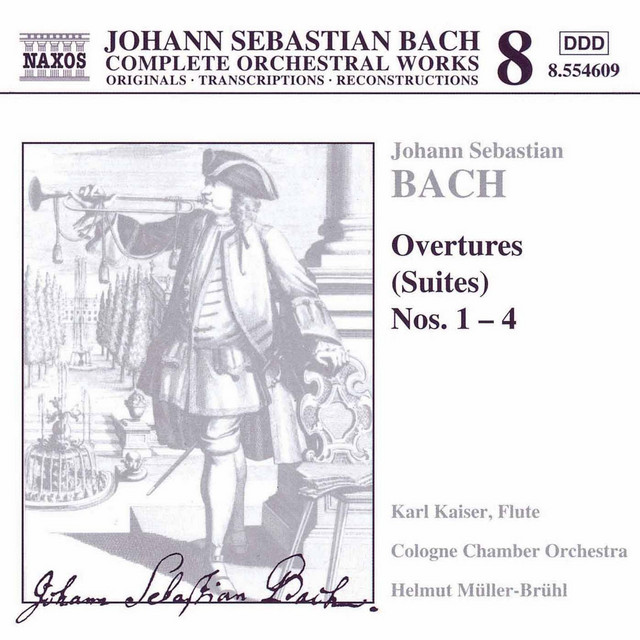 NAXOS
JOHANN SEBASTIAN BACH
COMPLETE ORCHESTRAL WORKS
ORIGINALS · TRANSCRIPTIONS · RECONSTRUCTIONS
8
DDD
8.554609
Johann Sebastian
BACH
Overtures
(Suites)
Nos. 1 – 4
Karl Kaiser, Flute
Cologne Chamber Orchestra
Helmut Müller-Brühl
Johann Sebastian Bach.